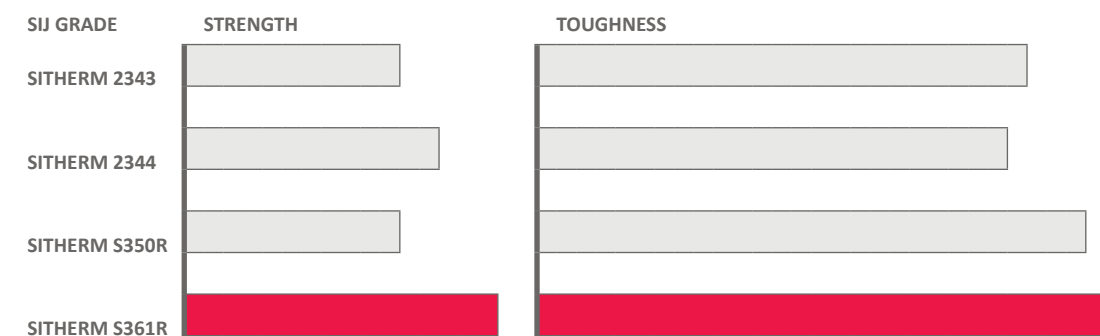 SIJ GRADE STRENGTH TOUGHNESS
SITHERM 2343
SITHERM 2344
SITHERM S350R
SITHERM S361R